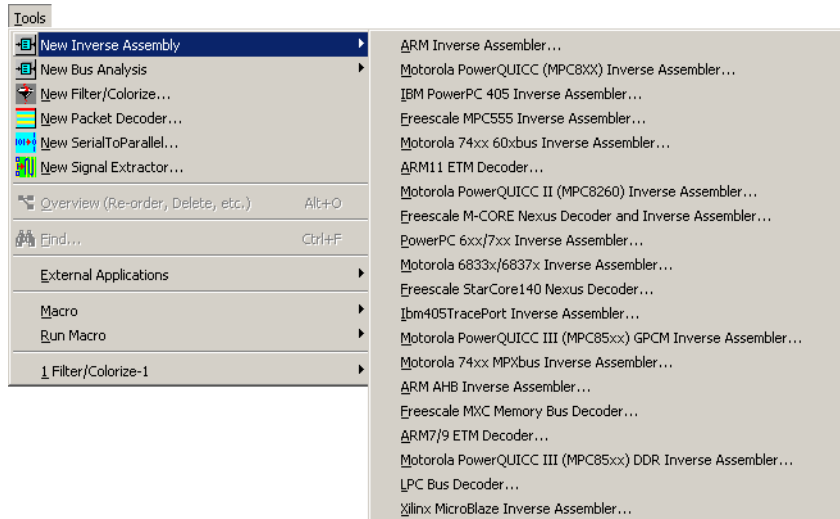 Tools
New Inverse Assembly
New Bus Analysis
New Filter/Colorize...
New Packet Decoder...
New SerialToParallel...
New Signal Extractor...
Overview (Re-order, Delete, etc.) Alt+O
Find... Ctrl+F
External Applications
Macro
Run Macro
1 Filter/Colorize-1
ARM Inverse Assembler...
Motorola PowerQUICC (MPC8XX) Inverse Assembler...
IBM PowerPC 405 Inverse Assembler...
Freescale MPC555 Inverse Assembler...
Motorola 74xx 60xbus Inverse Assembler...
ARM11 ETM Decoder...
Motorola PowerQUICC II (MPC8260) Inverse Assembler...
Freescale M-CORE Nexus Decoder and Inverse Assembler...
PowerPC 6xx/7xx Inverse Assembler...
Motorola 6833x/6837x Inverse Assembler...
Freescale StarCore140 Nexus Decoder...
Ibm405TracePort Inverse Assembler...
Motorola PowerQUICC III (MPC85xx) GPCM Inverse Assembler...
Motorola 74xx MPXbus Inverse Assembler...
ARM AHB Inverse Assembler...
Freescale MXC Memory Bus Decoder...
ARM7/9 ETM Decoder...
Motorola PowerQUICC III (MPC85xx) DDR Inverse Assembler...
LPC Bus Decoder...
Xilinx MicroBlaze Inverse Assembler...